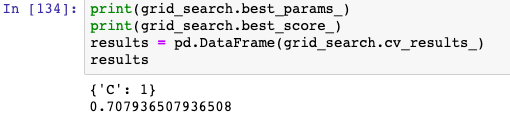 In [134]: print(grid_search.best_params_)
print(grid_search.best_score_)
results = pd.DataFrame(grid_search.cv_results_)
results
{'C': 1}
0.707936507936508